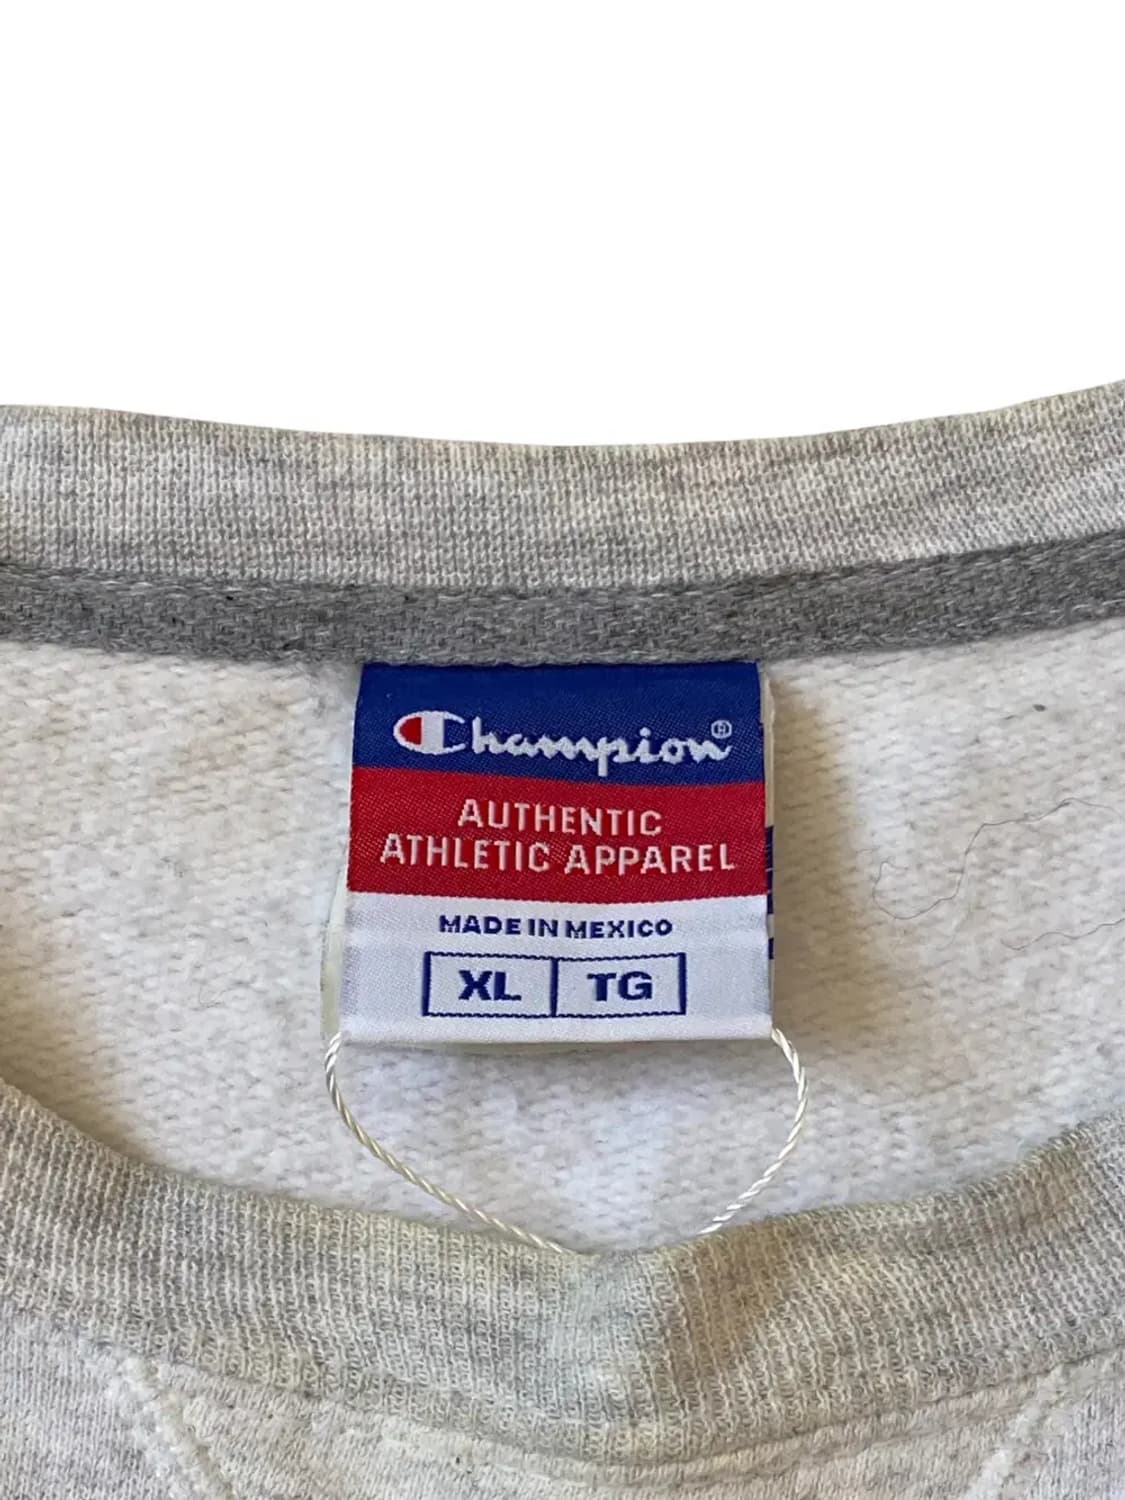 Champion®
AUTHENTIC
ATHLETIC APPAREL
MADE IN MEXICO
XL TG